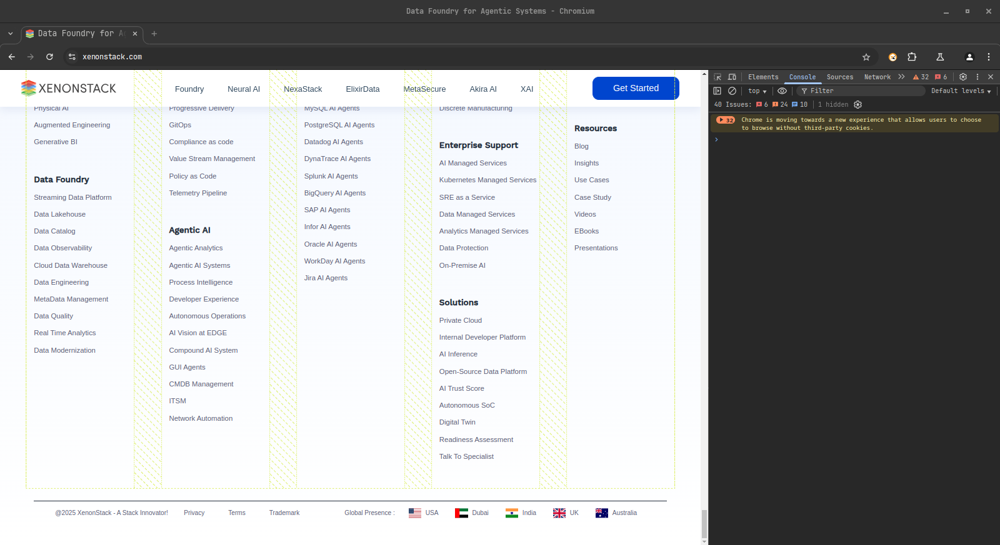 Data Foundry for Agentic Systems - Chromium
Data Foundry for A
xenonstack.com
XENONSTACK
Foundry
Neural AI
NexaStack
ElixirData
MetaSecure
Akira AI
XAI
Get Started
Physical AI
Augmented Engineering
Generative BI
Data Foundry
Streaming Data Platform
Data Lakehouse
Data Catalog
Data Observability
Cloud Data Warehouse
Data Engineering
MetaData Management
Data Quality
Real Time Analytics
Data Modernization
Progressive Delivery
GitOps
Compliance as code
Value Stream Management
Policy as Code
Telemetry Pipeline
Agentic AI
Agentic Analytics
Agentic AI Systems
Process Intelligence
Developer Experience
Autonomous Operations
AI Vision at EDGE
Compound AI System
GUI Agents
CMDB Management
ITSM
Network Automation
MySQL AI Agents
PostgreSQL AI Agents
Datadog AI Agents
DynaTrace AI Agents
Splunk AI Agents
BigQuery AI Agents
SAP AI Agents
Infor AI Agents
Oracle AI Agents
WorkDay AI Agents
Jira AI Agents
Discrete Manufacturing
Enterprise Support
AI Managed Services
Kubernetes Managed Services
SRE as a Service
Data Managed Services
Analytics Managed Services
Data Protection
On-Premise AI
Solutions
Private Cloud
Internal Developer Platform
AI Inference
Open-Source Data Platform
AI Trust Score
Autonomous SoC
Digital Twin
Readiness Assessment
Talk To Specialist
Resources
Blog
Insights
Use Cases
Case Study
Videos
EBooks
Presentations
@2025 XenonStack - A Stack Innovator!
Privacy
Terms
Trademark
Global Presence :
USA
Dubai
India
UK
Australia
Elements
Console
Sources
Network
32
6
top
Filter
Default levels
40 Issues:
6
24
10
1 hidden
32
Chrome is moving towards a new experience that allows users to choose
to browse without third-party cookies.